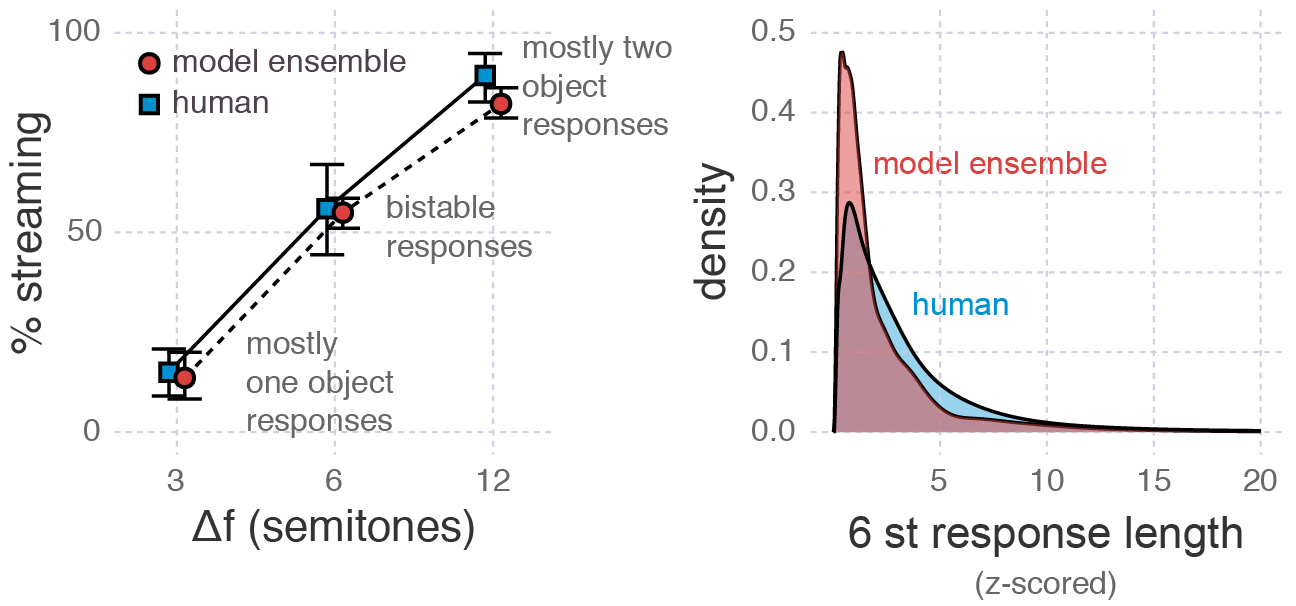 100
50
0
% streaming
model ensemble
human
mostly two
object
responses
bistable
responses
mostly
one object
responses
3 6 12
Δf (semitones)
0.5
0.4
0.3
0.2
0.1
0.0
density
model ensemble
human
5 10 15 20
6 st response length
(z-scored)